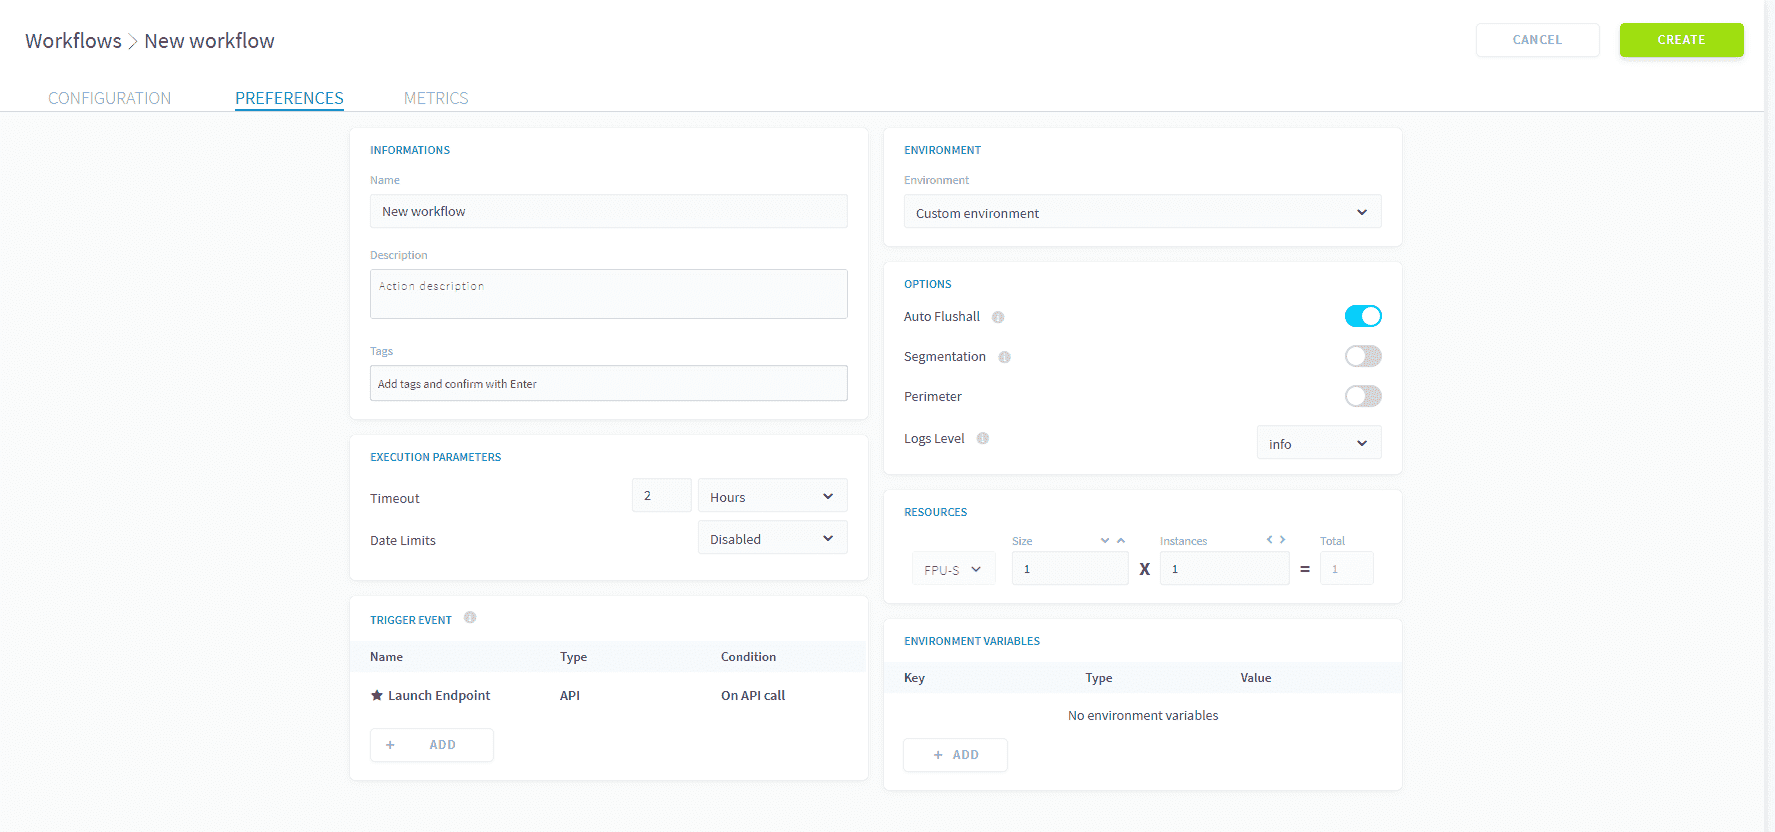 Workflows > New workflow
CANCEL
CREATE
CONFIGURATION
PREFERENCES
METRICS
INFORMATIONS
Name
New workflow
Description
Action description
Tags
Add tags and confirm with Enter
EXECUTION PARAMETERS
Timeout
2
Hours
Date Limits
Disabled
TRIGGER EVENT
Name Type Condition
★ Launch Endpoint API On API call
+ ADD
ENVIRONMENT
Environment
Custom environment
OPTIONS
Auto Flushall
Segmentation
Perimeter
Logs Level
info
RESOURCES
Size Instances Total
FPU-S 1 X 1 = 1
ENVIRONMENT VARIABLES
Key Type Value
No environment variables
+ ADD